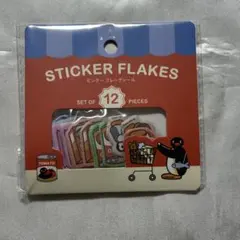 STICKER FLAKES
ピングー フレークシール
SET OF 12 PIECES